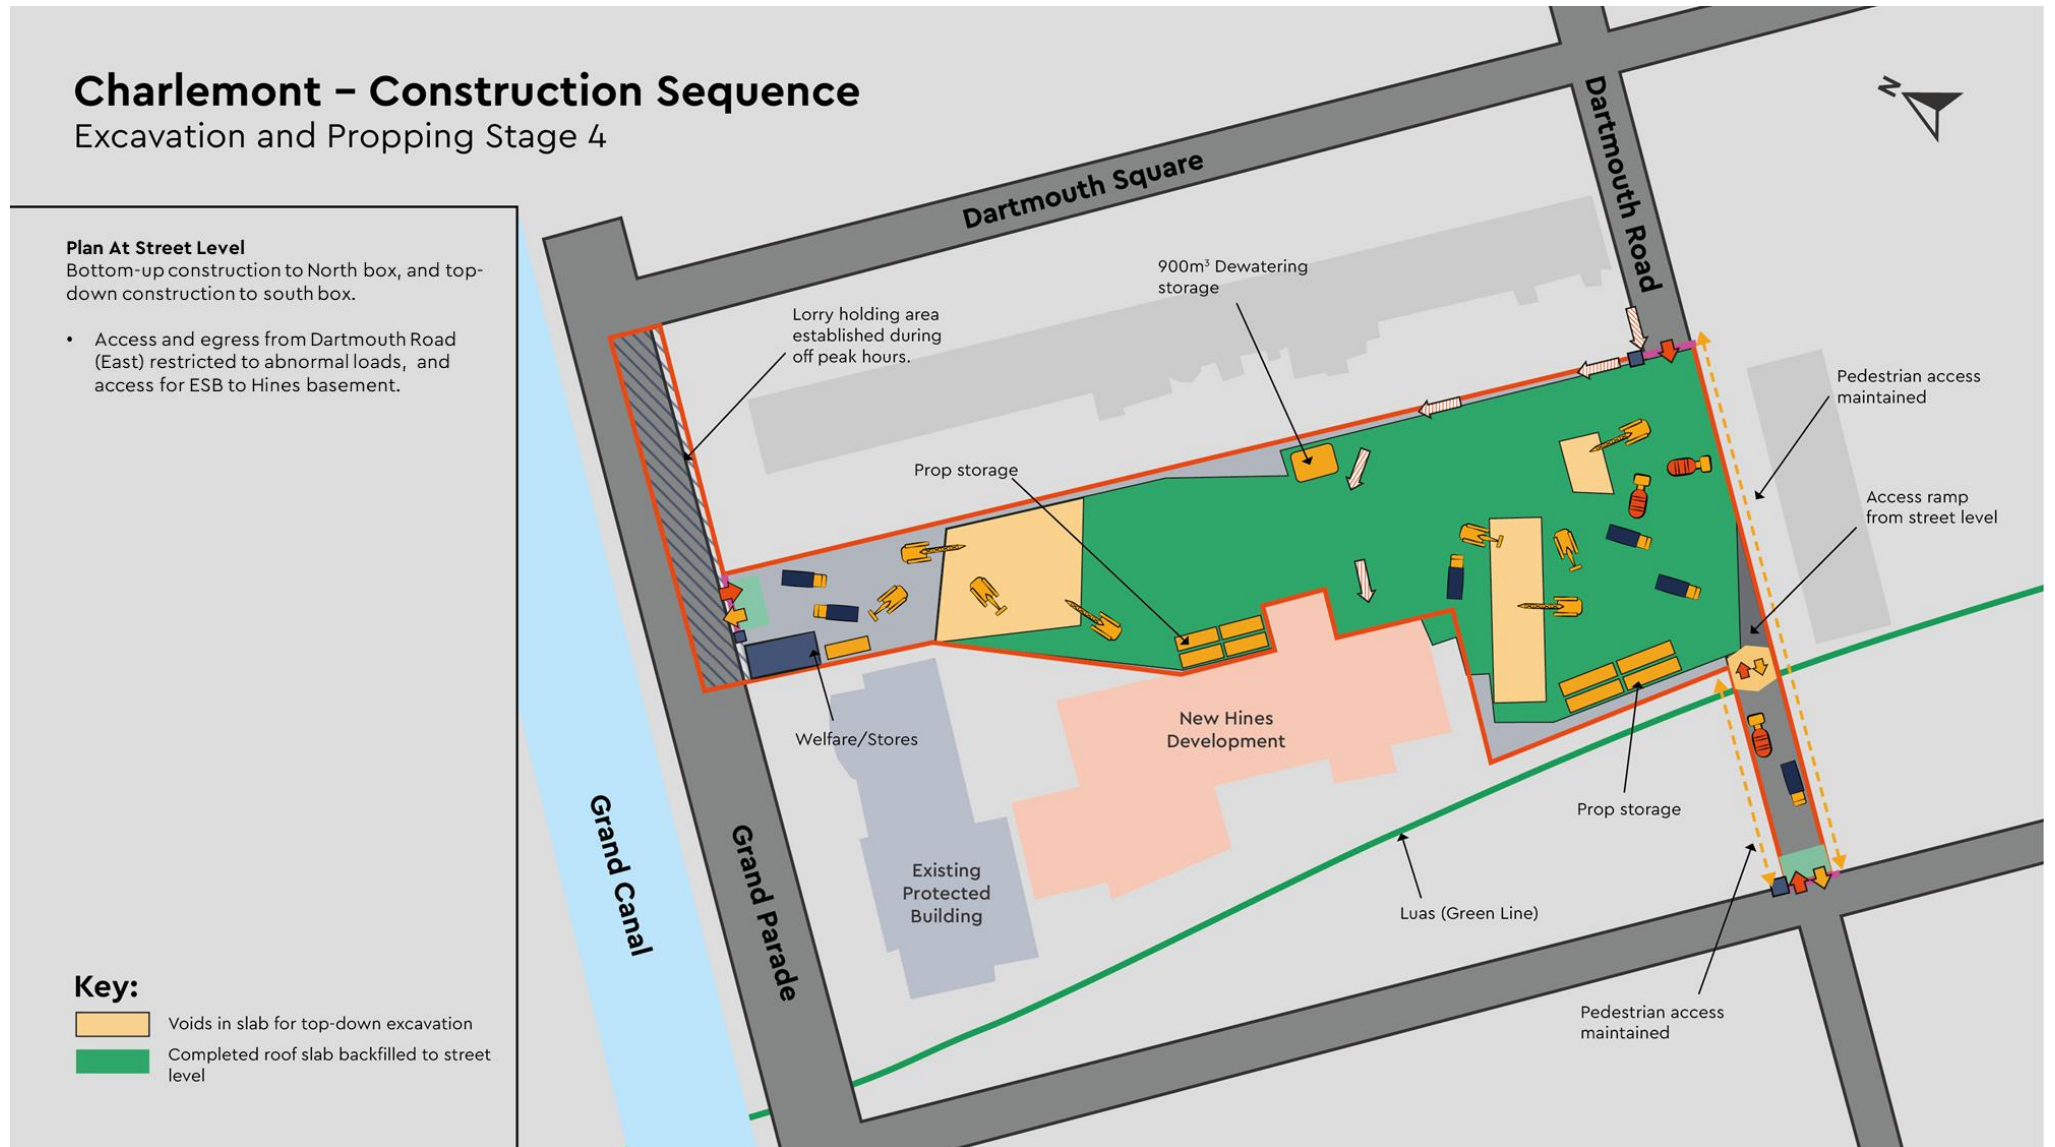 Charlemont – Construction Sequence
Excavation and Propping Stage 4
Plan At Street Level
Bottom-up construction to North box, and top-
down construction to south box.
• Access and egress from Dartmouth Road
(East) restricted to abnormal loads, and
access for ESB to Hines basement.
Key:
Voids in slab for top-down excavation
Completed roof slab backfilled to street
level
Dartmouth Square
Dartmouth Road
N
900m³ Dewatering
storage
Lorry holding area
established during
off peak hours.
Pedestrian access
maintained
Prop storage
Access ramp
from street level
Welfare/Stores
New Hines
Development
Prop storage
Grand Canal
Grand Parade
Existing
Protected
Building
Luas (Green Line)
Pedestrian access
maintained